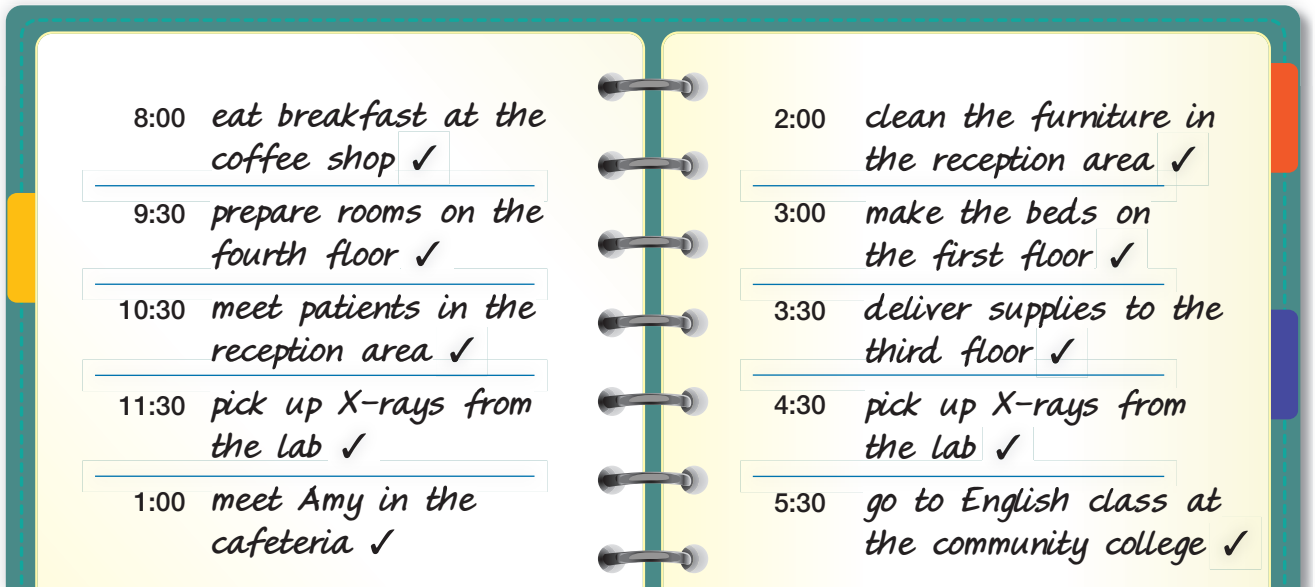 8:00 eat breakfast at the
coffee shop ✓
9:30 prepare rooms on the
fourth floor ✓
10:30 meet patients in the
reception area ✓
11:30 pick up X-rays from
the lab ✓
1:00 meet Amy in the
cafeteria ✓
2:00 clean the furniture in
the reception area ✓
3:00 make the beds on
the first floor ✓
3:30 deliver supplies to the
third floor ✓
4:30 pick up X-rays from
the lab ✓
5:30 go to English class at
the community college ✓